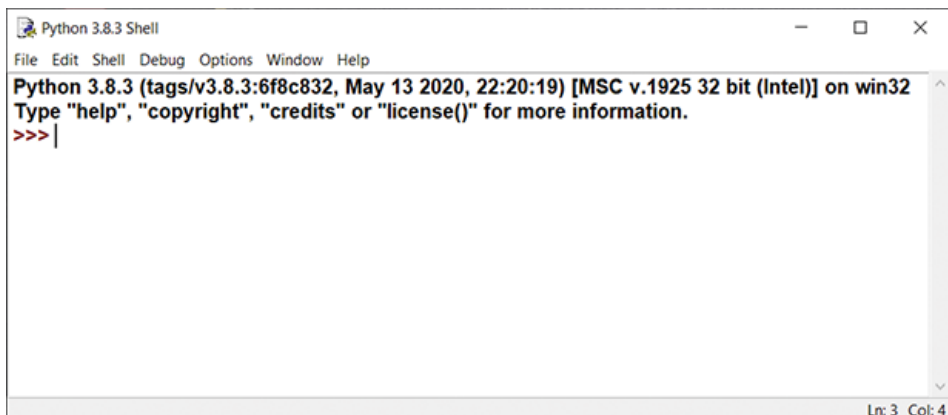 Python 3.8.3 Shell
File Edit Shell Debug Options Window Help
Python 3.8.3 (tags/v3.8.3:6f8c832, May 13 2020, 22:20:19) [MSC v.1925 32 bit (Intel)] on win32
Type "help", "copyright", "credits" or "license()" for more information.
>>>
Ln: 3 Col: 4